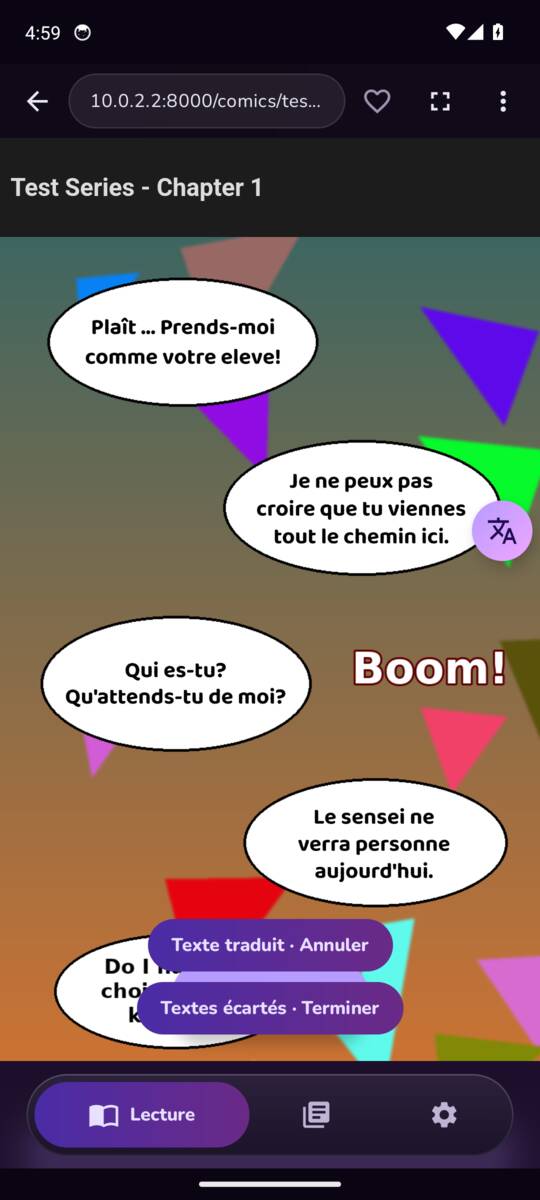 4:59
10.0.2.2:8000/comics/tes...
Test Series - Chapter 1
Plaît ... Prends-moi
comme votre eleve!
Je ne peux pas
croire que tu viennes
tout le chemin ici.
Qui es-tu?
Qu'attends-tu de moi?
Boom!
Le sensei ne
verra personne
aujourd'hui.
Do I
Texte traduit · Annuler
Textes écartés · Terminer
Lecture